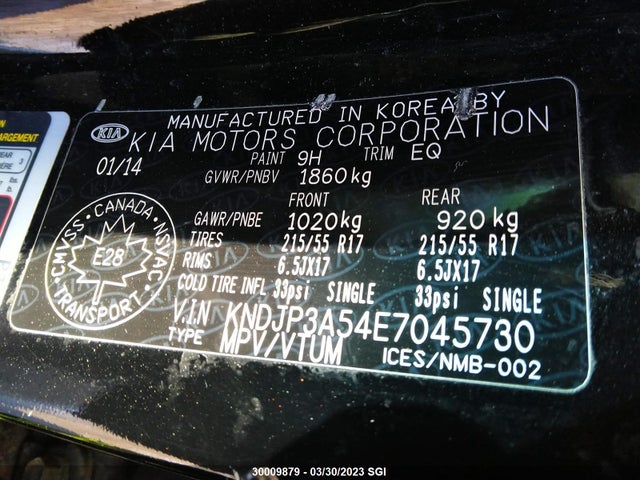 MANUFACTURED IN KOREA BY
KIA KIA MOTORS CORPORATION
01/14 PAINT 9H TRIM EQ
GVWR/PNBV 1860kg
FRONT REAR
GAWR/PNBE 1020kg 920kg
TIRES 215/55 R17 215/55 R17
RIMS 6.5JX17 6.5JX17
COLD TIRE INFL 33psi SINGLE 33psi SINGLE
V.I.N KNDJP3A54E7045730
TYPE MPV/VTUM ICES/NMB-002
CMVSS · CANADA · NSVAC
E28
TRANSPORT
ARGEMENT
30009879 — 03/30/2023 SGI